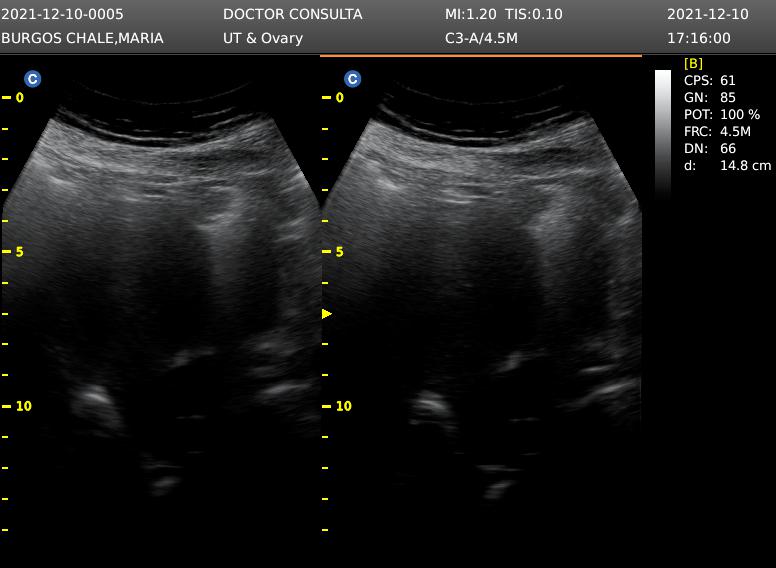 2021-12-10-0005 DOCTOR CONSULTA MI:1.20 TIS:0.10 2021-12-10
BURGOS CHALE,MARIA UT & Ovary C3-A/4.5M 17:16:00
[B]
CPS: 61
GN: 85
POT: 100 %
FRC: 4.5M
DN: 66
d: 14.8 cm
C C
0 0
5 5
10 10